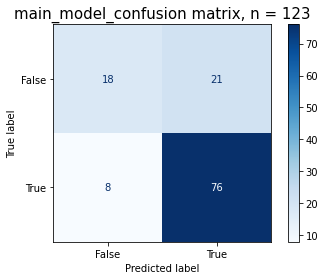 main_model_confusion matrix, n = 123
False
18
21
True
8
76
False
True
Predicted label
True label
70
60
50
40
30
20
10